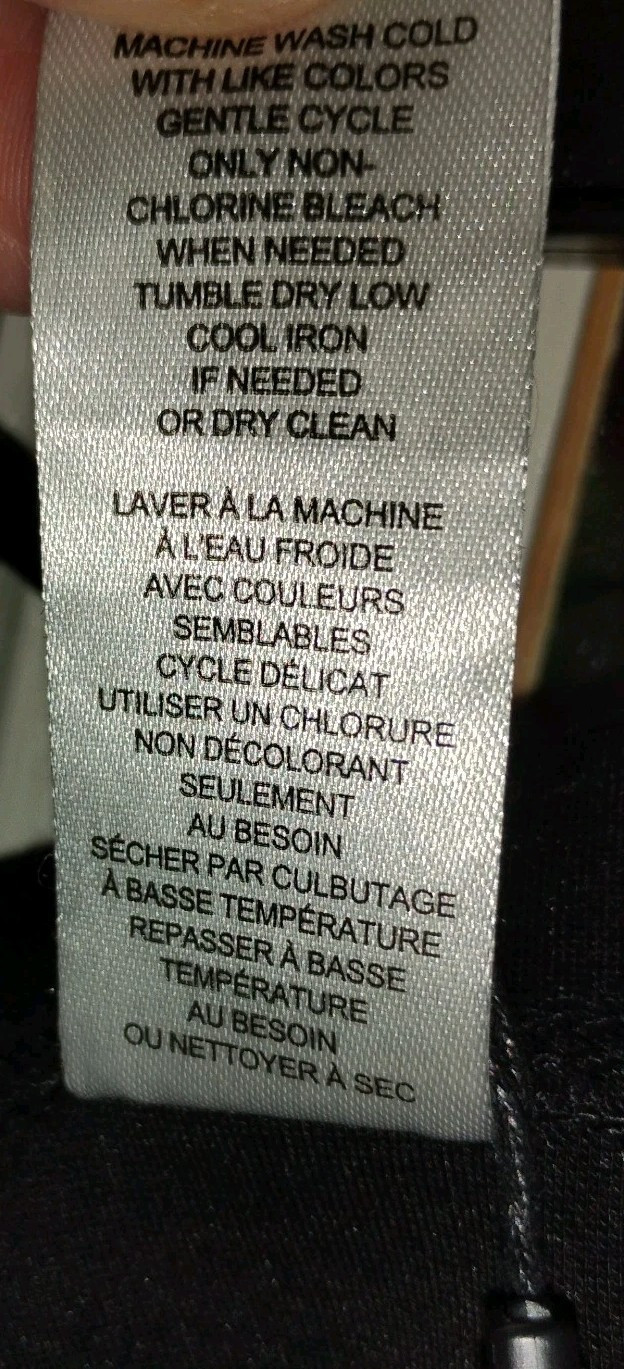 MACHINE WASH COLD
WITH LIKE COLORS
GENTLE CYCLE
ONLY NON-
CHLORINE BLEACH
WHEN NEEDED
TUMBLE DRY LOW
COOL IRON
IF NEEDED
OR DRY CLEAN
LAVER À LA MACHINE
À L'EAU FROIDE
AVEC COULEURS
SEMBLABLES
CYCLE DÉLICAT
UTILISER UN CHLORURE
NON DÉCOLORANT
SEULEMENT
AU BESOIN
SÉCHER PAR CULBUTAGE
À BASSE TEMPÉRATURE
REPASSER À BASSE
TEMPÉRATURE
AU BESOIN
OU NETTOYER À SEC